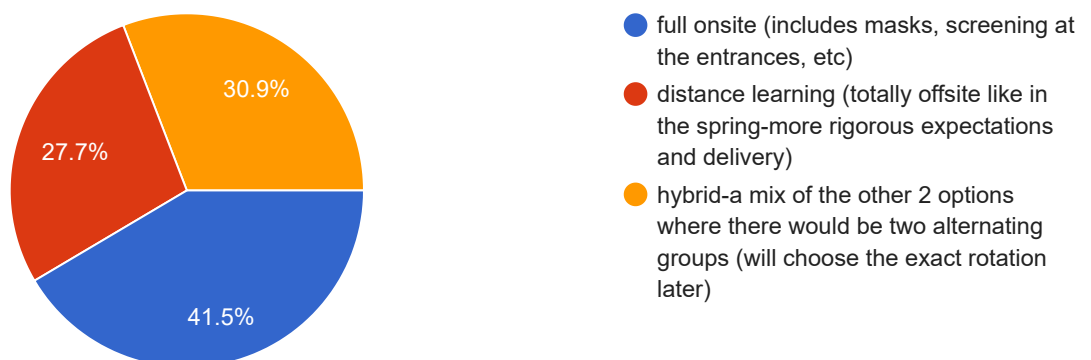 30.9%
27.7%
41.5%
full onsite (includes masks, screening at
the entrances, etc)
distance learning (totally offsite like in
the spring-more rigorous expectations
and delivery)
hybrid-a mix of the other 2 options
where there would be two alternating
groups (will choose the exact rotation
later)